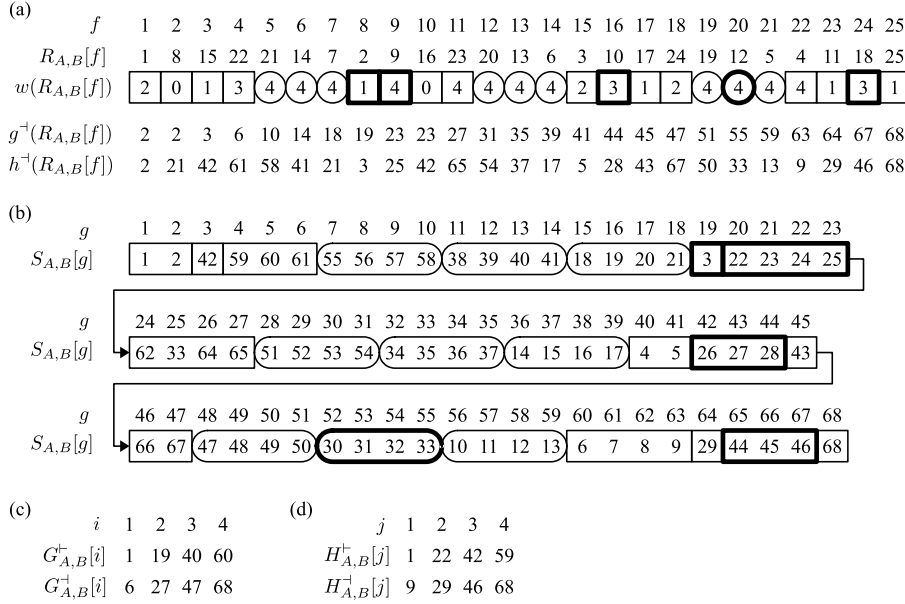 (a)
f 1 2 3 4 5 6 7 8 9 10 11 12 13 14 15 16 17 18 19 20 21 22 23 24 25
R_{A,B}[f] 1 8 15 22 21 14 7 2 9 16 23 20 13 6 3 10 17 24 19 12 5 4 11 18 25
w(R_{A,B}[f]) 2 0 1 3 4 4 4 1 4 0 4 4 4 4 2 3 1 2 4 4 4 4 1 3 1
g^⊣(R_{A,B}[f]) 2 2 3 6 10 14 18 19 23 23 27 31 35 39 41 44 45 47 51 55 59 63 64 67 68
h^⊣(R_{A,B}[f]) 2 21 42 61 58 41 21 3 25 42 65 54 37 17 5 28 43 67 50 33 13 9 29 46 68
(b)
g 1 2 3 4 5 6 7 8 9 10 11 12 13 14 15 16 17 18 19 20 21 22 23
S_{A,B}[g] 1 2 42 59 60 61 55 56 57 58 38 39 40 41 18 19 20 21 3 22 23 24 25
g 24 25 26 27 28 29 30 31 32 33 34 35 36 37 38 39 40 41 42 43 44 45
S_{A,B}[g] 62 33 64 65 51 52 53 54 34 35 36 37 14 15 16 17 4 5 26 27 28 43
g 46 47 48 49 50 51 52 53 54 55 56 57 58 59 60 61 62 63 64 65 66 67 68
S_{A,B}[g] 66 67 47 48 49 50 30 31 32 33 10 11 12 13 6 7 8 9 29 44 45 46 68
(c)
i 1 2 3 4
G^⊢_{A,B}[i] 1 19 40 60
G^⊣_{A,B}[i] 6 27 47 68
(d)
j 1 2 3 4
H^⊢_{A,B}[j] 1 22 42 59
H^⊣_{A,B}[j] 9 29 46 68